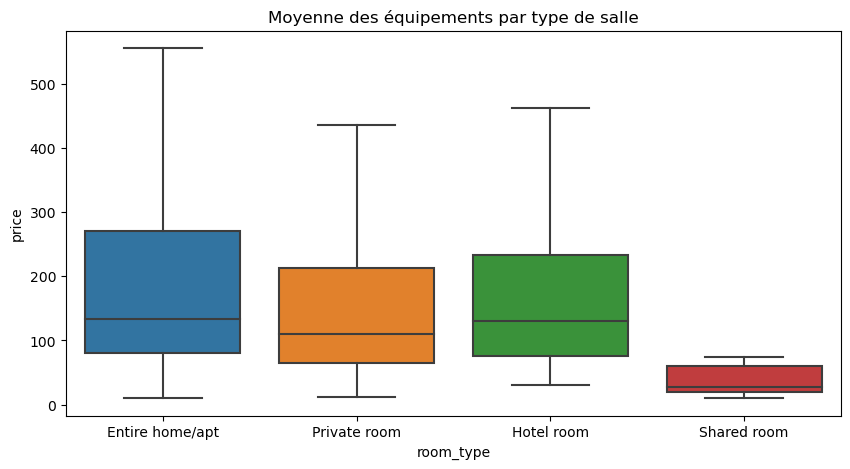 Moyenne des équipements par type de salle
price
500
400
300
200
100
0
Entire home/apt
Private room
Hotel room
Shared room
room_type